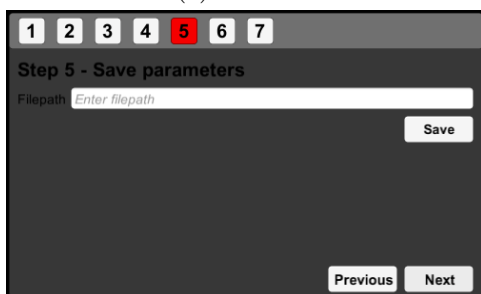 1 2 3 4 5 6 7
Step 5 - Save parameters
Filepath Enter filepath
Save
Previous Next